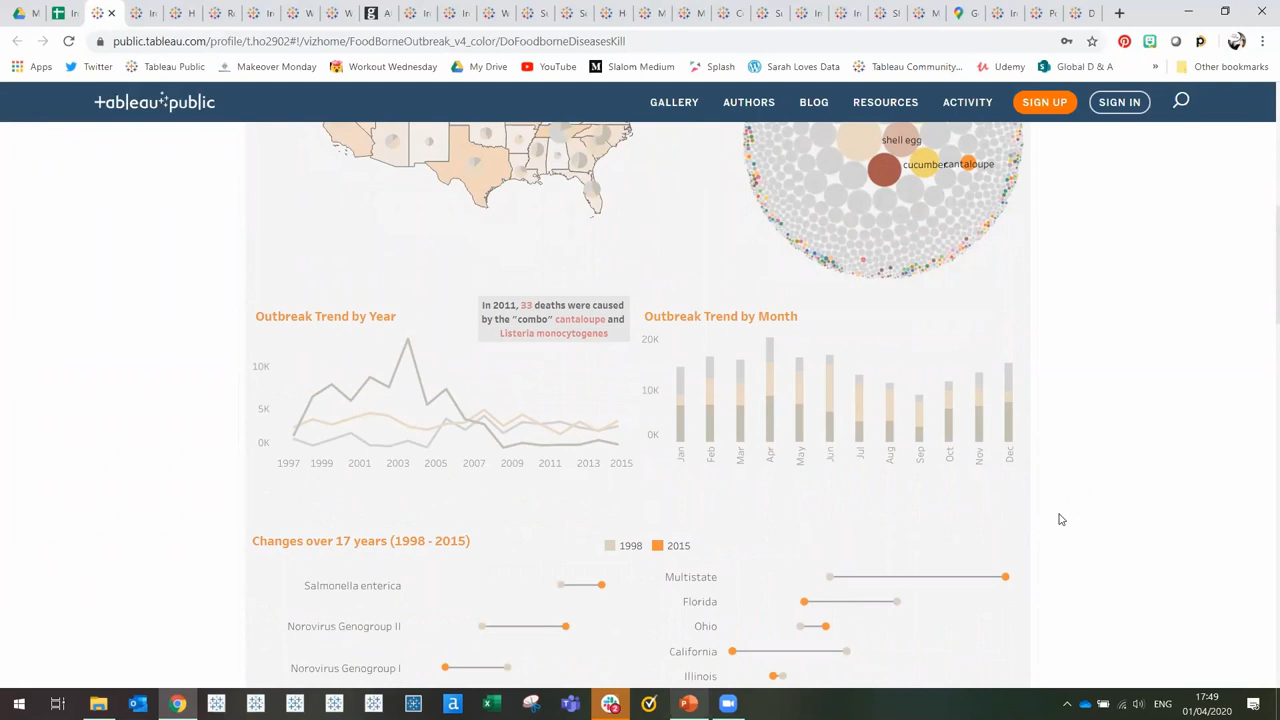 public.tableau.com/profile/t.ho2902#!/vizhome/FoodBorneOutbreak_v4_color/DoFoodborneDiseasesKill
Apps
Twitter
Tableau Public
Makeover Monday
Workout Wednesday
My Drive
YouTube
Slalom Medium
Splash
Sarah Loves Data
Tableau Community...
Udemy
Global D & A
»
Other bookmarks
+ableau+public
GALLERY
AUTHORS
BLOG
RESOURCES
ACTIVITY
SIGN UP
SIGN IN
shell egg
cucumber
cantaloupe
Outbreak Trend by Year
In 2011, 33 deaths were caused
by the "combo" cantaloupe and
Listeria monocytogenes
10K
5K
0K
1997 1999 2001 2003 2005 2007 2009 2011 2013 2015
Outbreak Trend by Month
20K
10K
0K
Jan Feb Mar Apr May Jun Jul Aug Sep Oct Nov Dec
Changes over 17 years (1998 - 2015)
1998 2015
Salmonella enterica
Norovirus Genogroup II
Norovirus Genogroup I
Multistate
Florida
Ohio
California
Illinois
ENG
17:49
01/04/2020